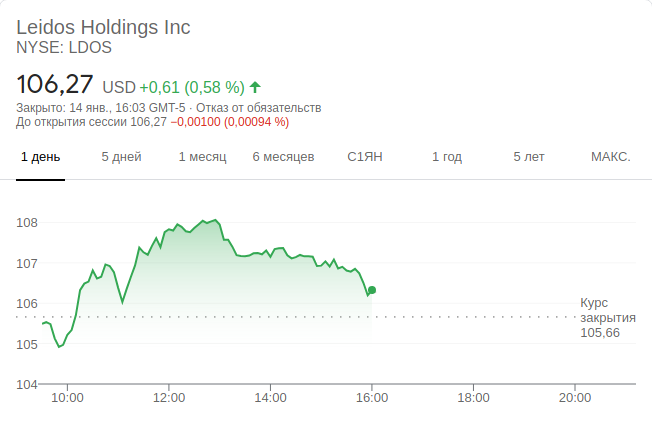 Leidos Holdings Inc
NYSE: LDOS
106,27 USD +0,61 (0,58 %)
Закрыто: 14 янв., 16:03 GMT-5 · Отказ от обязательств
До открытия сессии 106,27 −0,00100 (0,00094 %)
1 день 5 дней 1 месяц 6 месяцев С1ЯН 1 год 5 лет МАКС.
108
107
106
Курс
закрытия
105,66
105
104
10:00 12:00 14:00 16:00 18:00 20:00